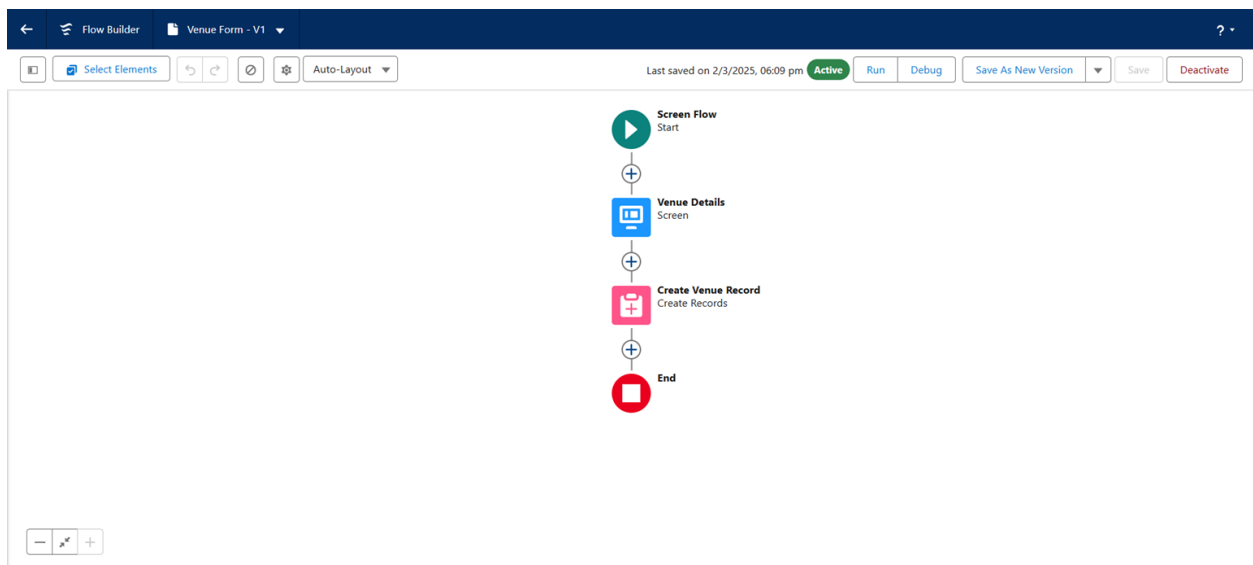 Flow Builder Venue Form - V1 ?
Select Elements Auto-Layout Last saved on 2/3/2025, 06:09 pm Active Run Debug Save As New Version Save Deactivate
Screen Flow
Start
Venue Details
Screen
Create Venue Record
Create Records
End